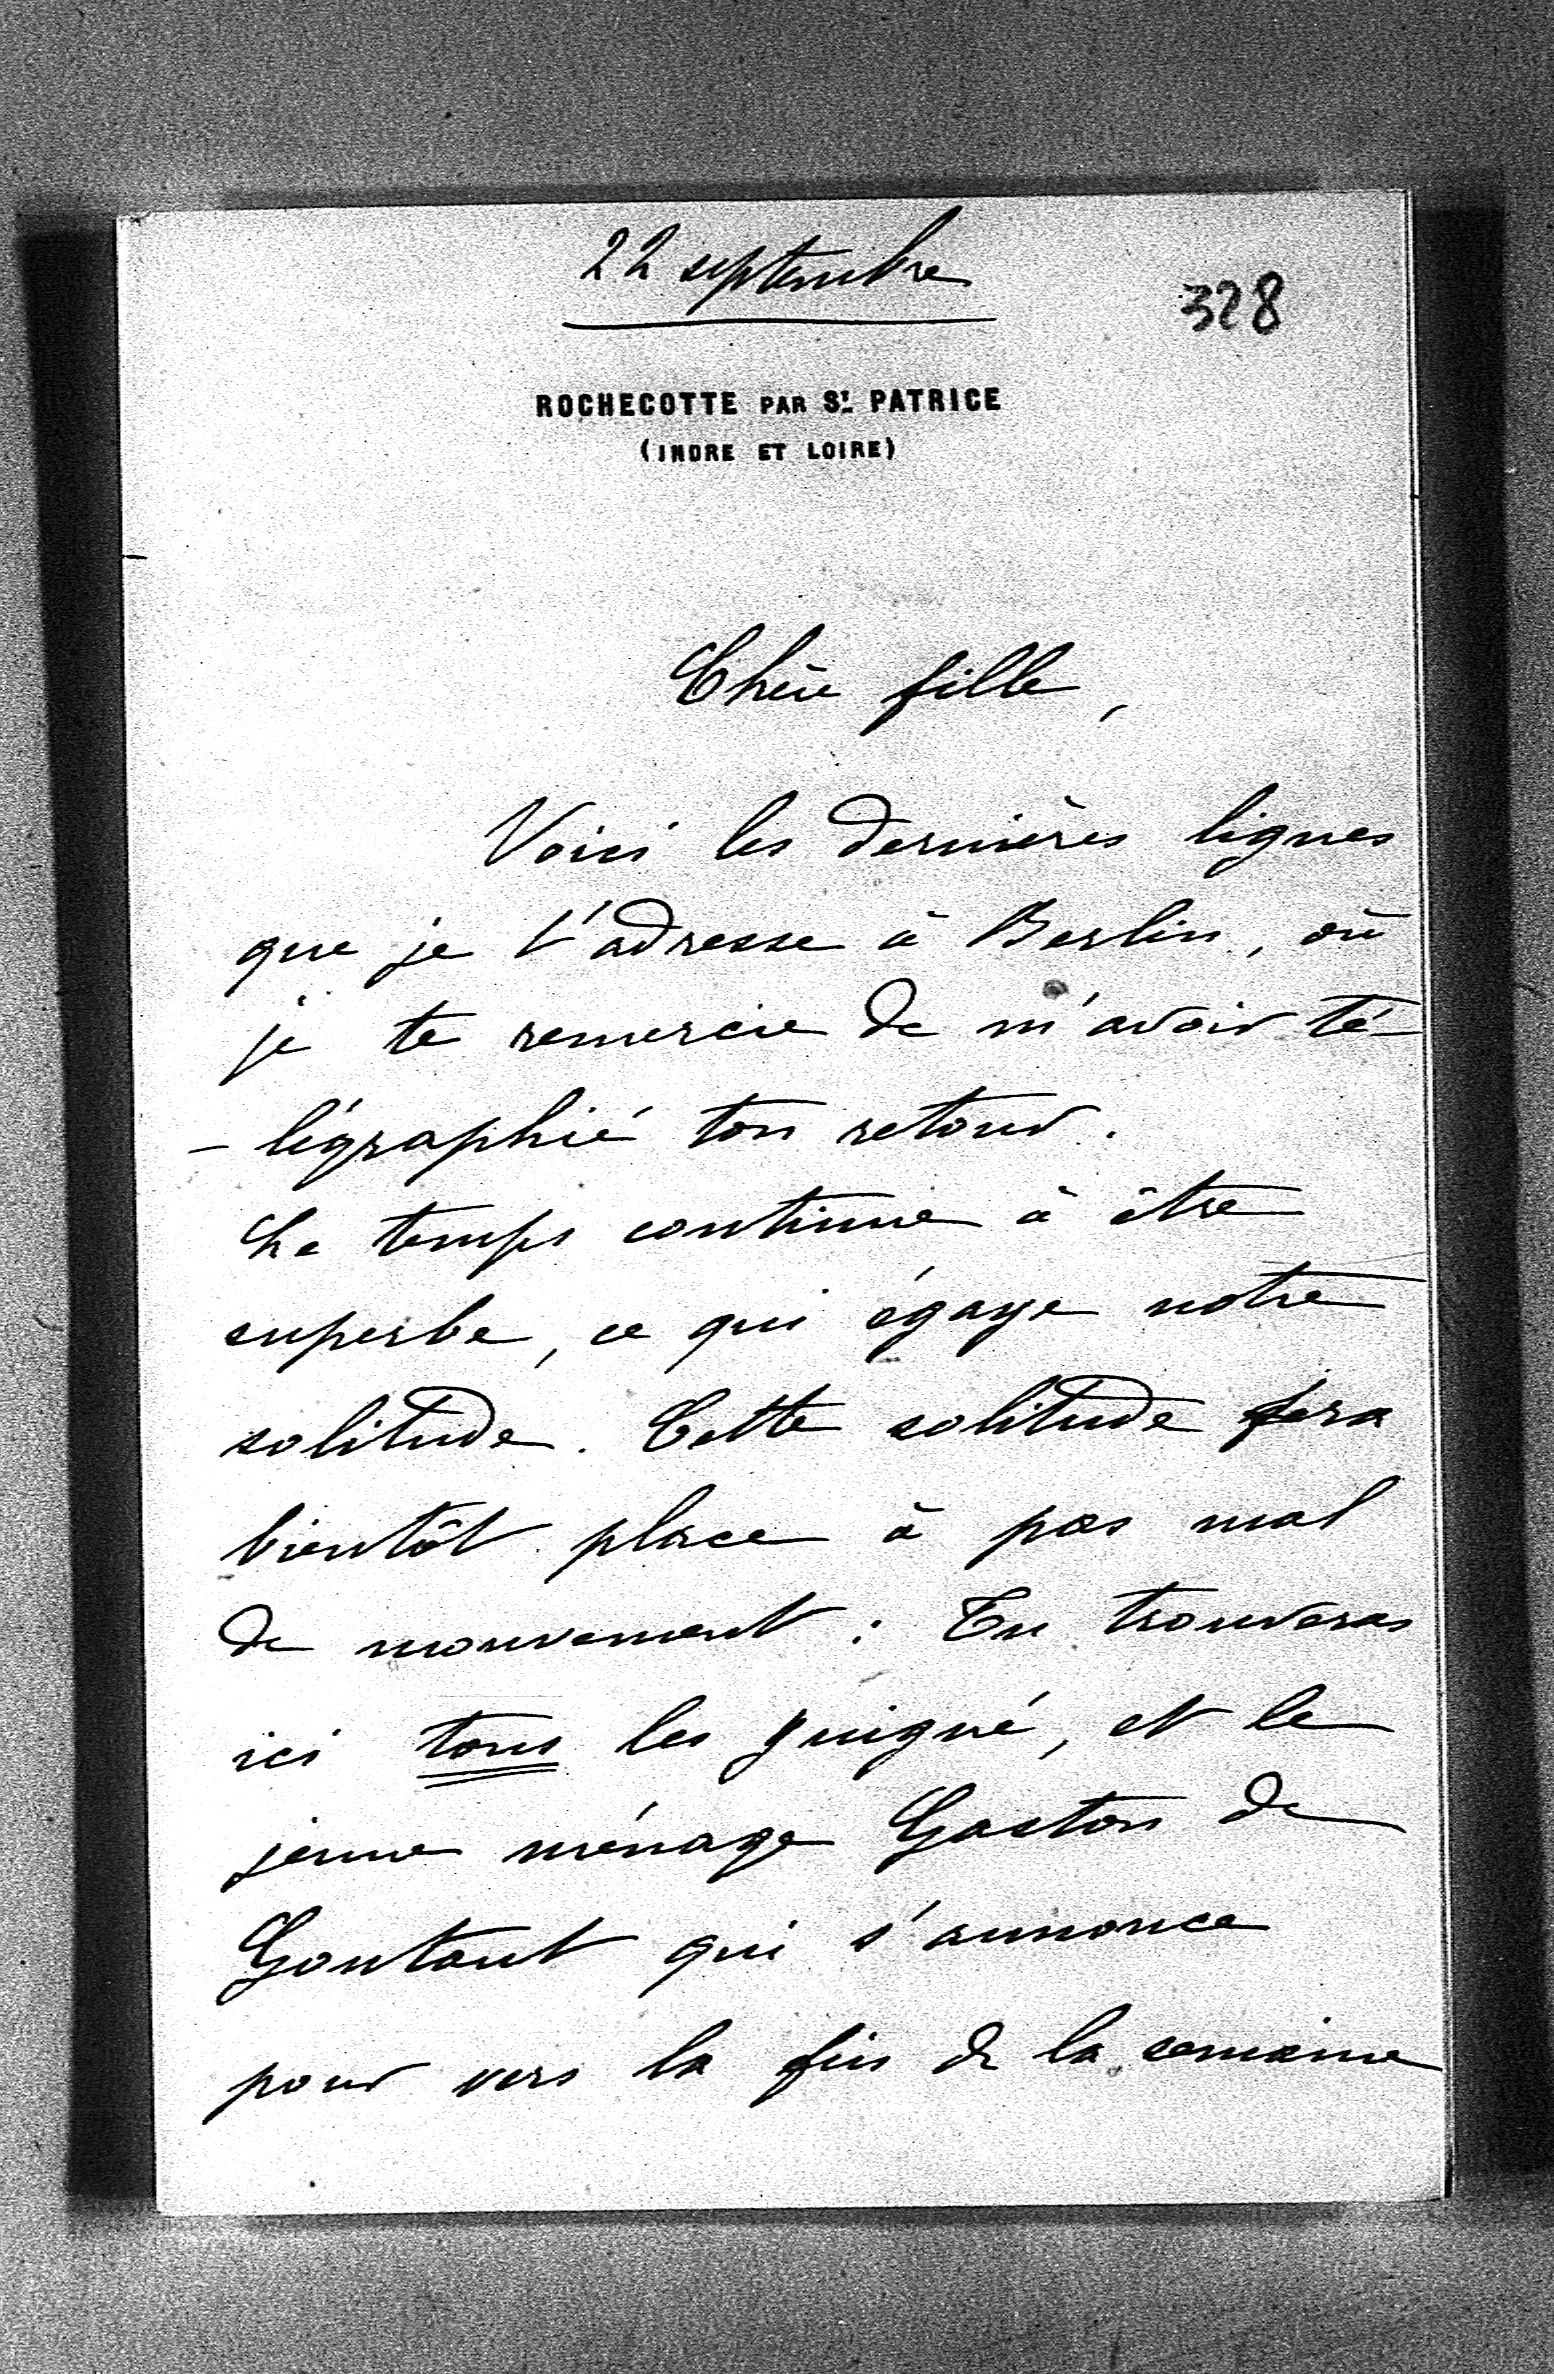 22 septembre
328
ROCHECOTTE PAR ST. PATRICE
(INDRE ET LOIRE)
Chère fille,
Voici les dernières lignes
que je t'adresse à Berlin, où
je te remercie de m'avoir té-
-légraphié ton retour.
Le temps continue à être
superbe, ce qui égaye notre
solitude. Cette solitude fera
bientôt place à pas mal
de mouvement : Tu trouveras
ici tous les Juigné, et le
jeune ménage Gaston de
Gontaut qui s'annonce
pour vers la fin de la semaine